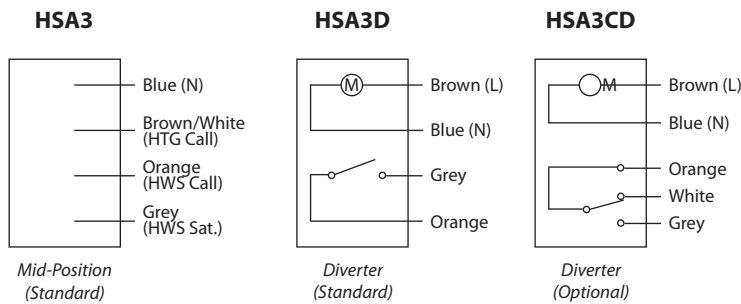 HSA3
Blue (N)
Brown/White
(HTG Call)
Orange
(HWS Call)
Grey
(HWS Sat.)
Mid-Position
(Standard)
HSA3D
M
Brown (L)
Blue (N)
Grey
Orange
Diverter
(Standard)
HSA3CD
M
Brown (L)
Blue (N)
Orange
White
Grey
Diverter
(Optional)